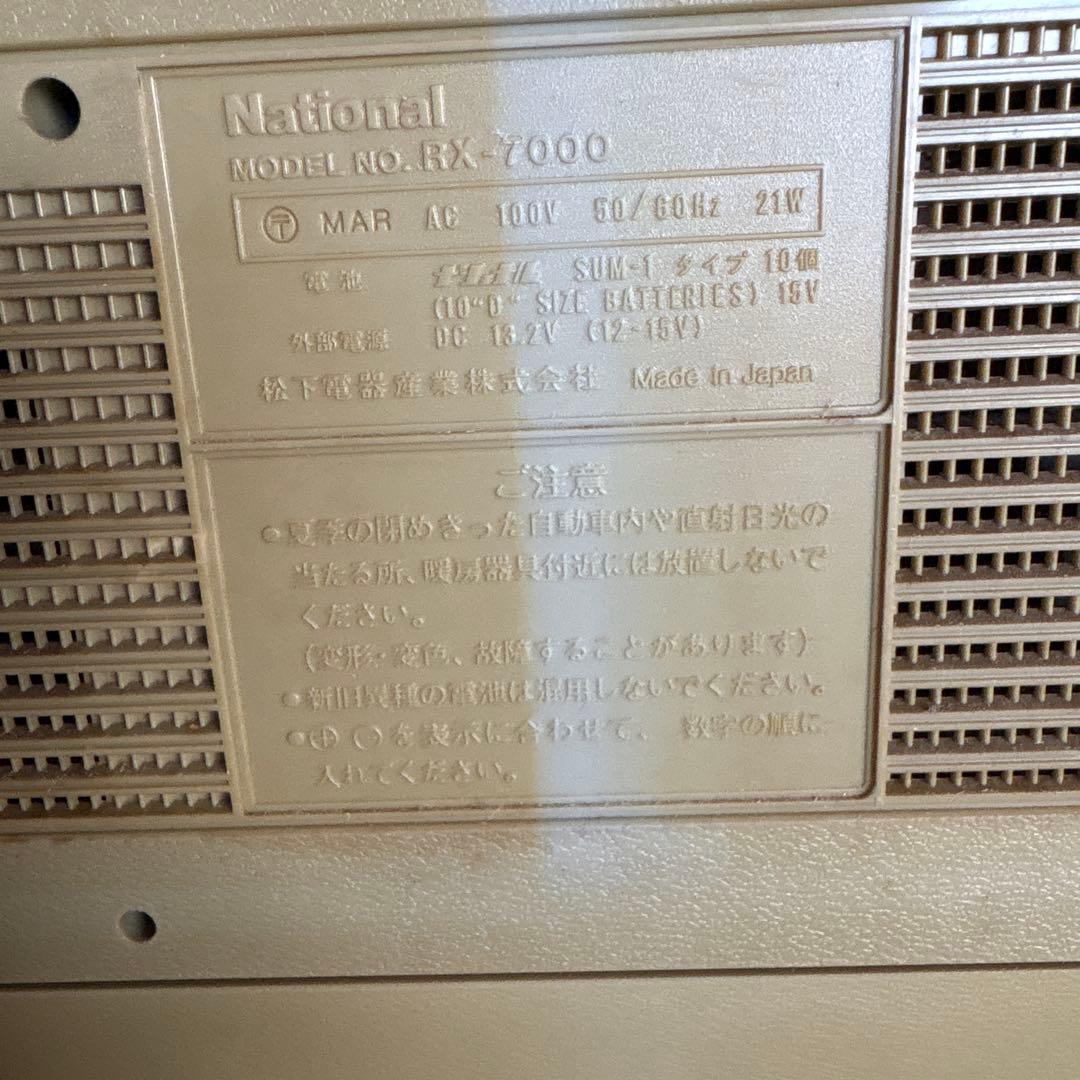 National
MODEL NO. RX-7000
〒 MAR AC 100V 50/60Hz 21W
電池 ナショナル SUM-1 タイプ 10個
(10“D” SIZE BATTERIES) 15V
外部電源 DC 13.2V (12-15V)
松下電器産業株式会社 Made in Japan
ご注意
●夏季の閉めきった自動車内や直射日光の
当たる所、暖房器具付近には放置しないで
ください。
(変形・変色、故障することがあります)
●新旧異種の電池は混用しないでください。
●⊕⊖を表示に合わせて、数字の順に
入れてください。